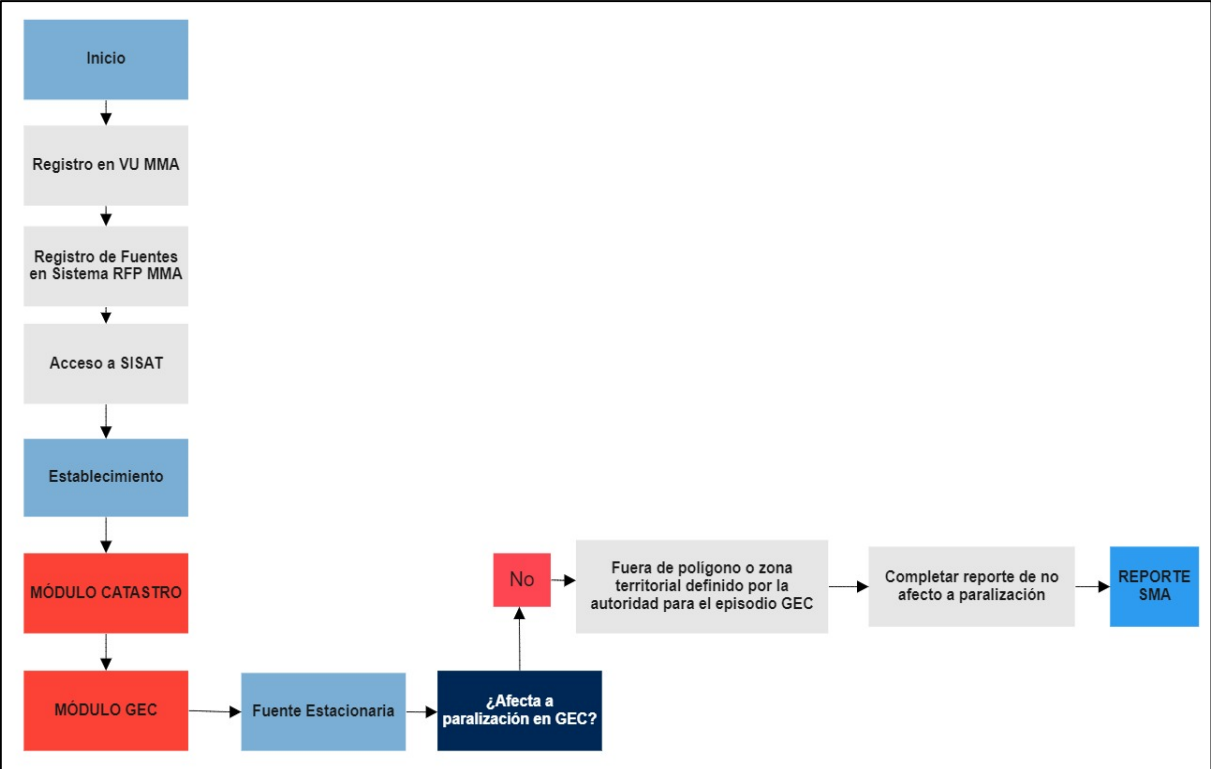 Inicio
Registro en VU MMA
Registro de Fuentes
en Sistema RFP MMA
Acceso a SISAT
Establecimiento
MÓDULO CATASTRO
MÓDULO GEC
Fuente Estacionaria
¿Afecta a
paralización en GEC?
No
Fuera de polígono o zona
territorial definido por la
autoridad para el episodio GEC
Completar reporte de no
afecto a paralización
REPORTE
SMA